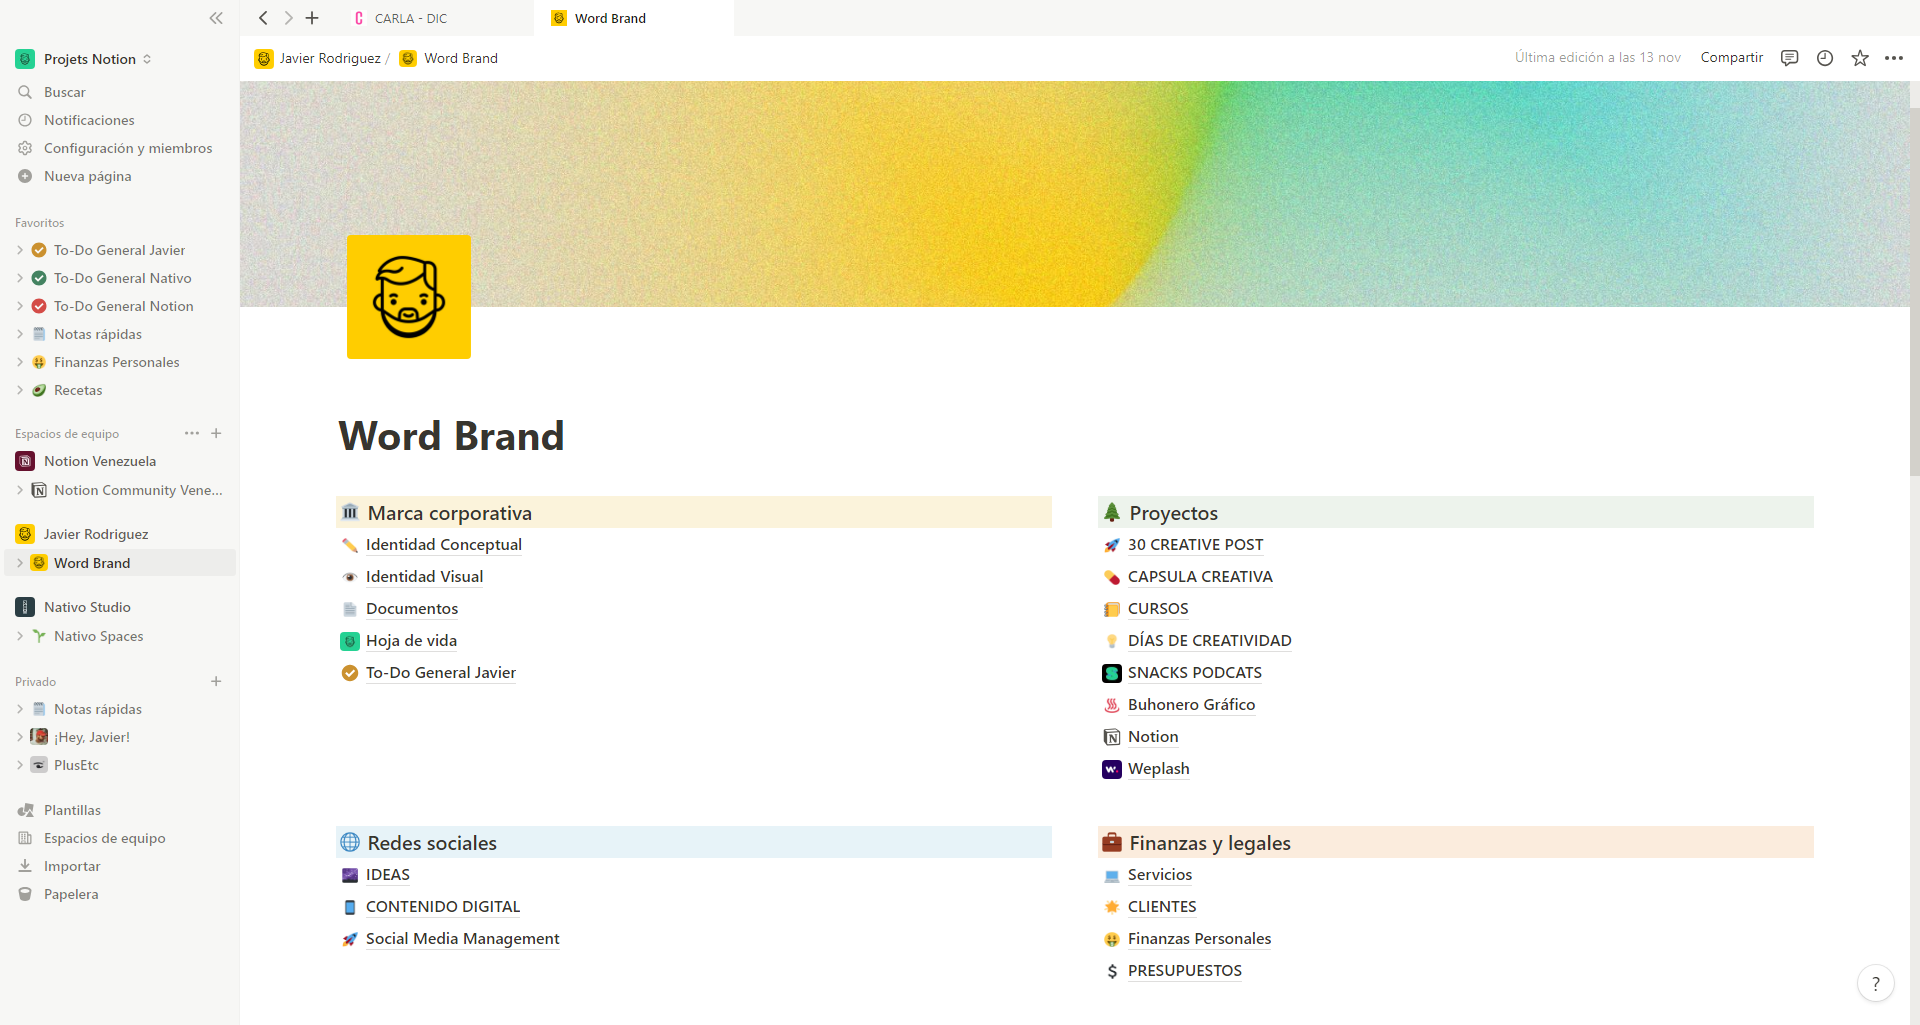 CARLA - DIC
Word Brand
Projets Notion
Javier Rodriguez / Word Brand
Última edición a las 13 nov
Compartir
Buscar
Notificaciones
Configuración y miembros
Nueva página
Favoritos
To-Do General Javier
To-Do General Nativo
To-Do General Notion
Notas rápidas
Finanzas Personales
Recetas
Espacios de equipo
Notion Venezuela
Notion Community Vene...
Javier Rodriguez
Word Brand
Nativo Studio
Nativo Spaces
Privado
Notas rápidas
¡Hey, Javier!
PlusEtc
Plantillas
Espacios de equipo
Importar
Papelera
Word Brand
Marca corporativa
Identidad Conceptual
Identidad Visual
Documentos
Hoja de vida
To-Do General Javier
Proyectos
30 CREATIVE POST
CAPSULA CREATIVA
CURSOS
DÍAS DE CREATIVIDAD
SNACKS PODCATS
Buhonero Gráfico
Notion
Weplash
Redes sociales
IDEAS
CONTENIDO DIGITAL
Social Media Management
Finanzas y legales
Servicios
CLIENTES
Finanzas Personales
$ PRESUPUESTOS
?